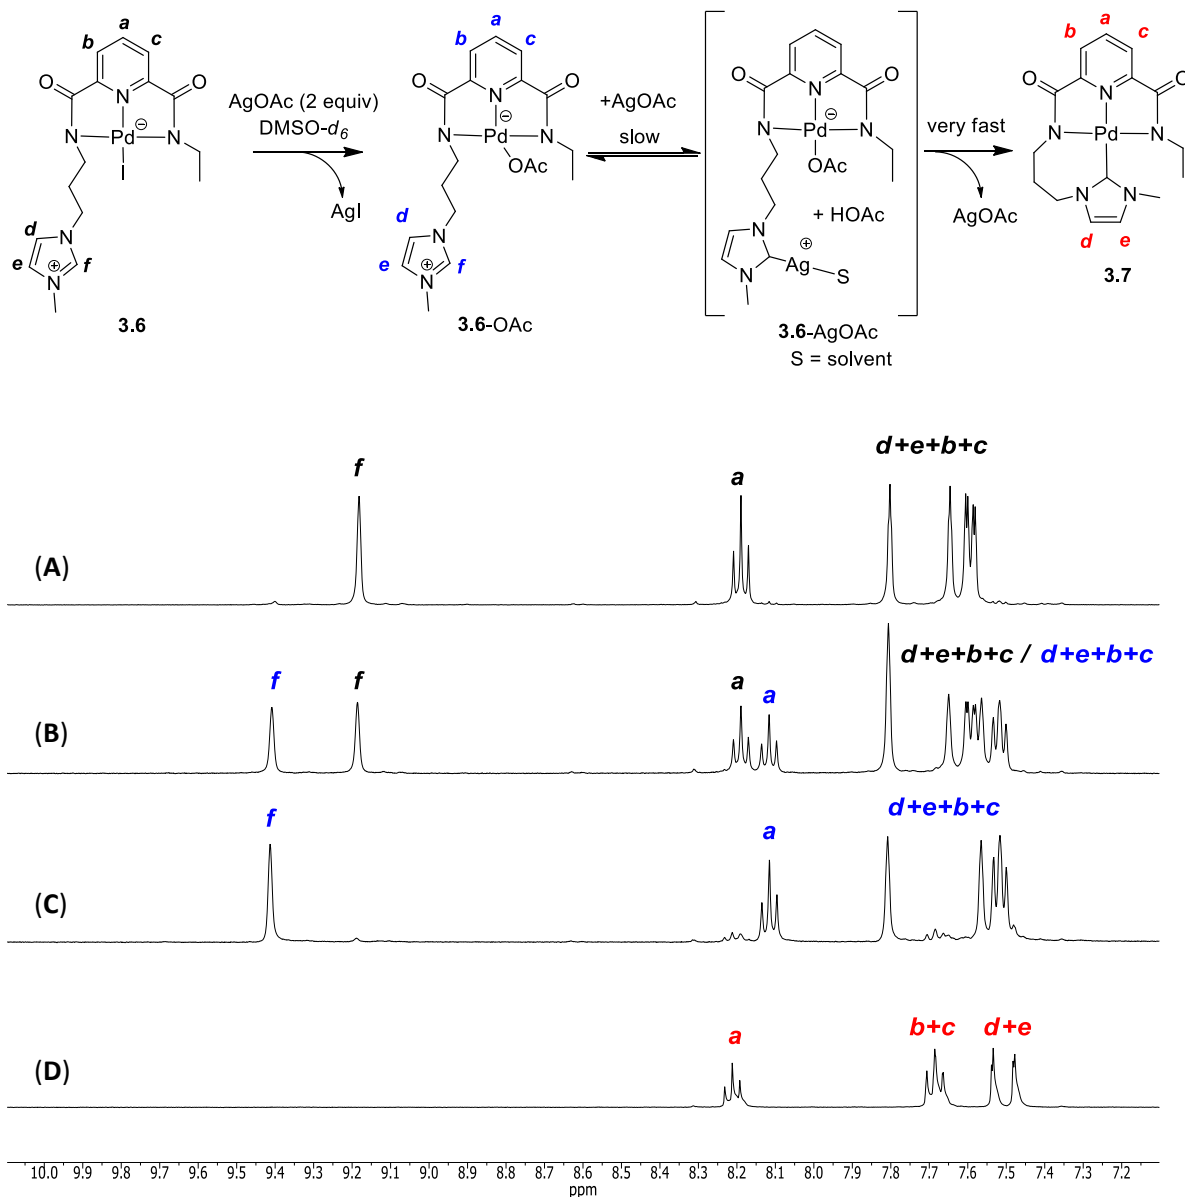 a
b c
O N O
N Pd ⊖ N
I
d
e f
N
⊕
N
3.6
AgOAc (2 equiv)
DMSO-d6
AgI
a
b c
O N O
N Pd ⊖ N
OAc
d
N
e ⊕ f
N
3.6-OAc
+AgOAc
slow
O N O
N Pd ⊖ N
OAc
+ HOAc
N
⊕
N Ag
S
3.6-AgOAc
S = solvent
very fast
AgOAc
a
b c
O N O
N Pd N
N N
d e
3.7
(A)
f a d+e+b+c
(B)
f f a a d+e+b+c / d+e+b+c
(C)
f a d+e+b+c
(D)
a b+c d+e
10.0 9.9 9.8 9.7 9.6 9.5 9.4 9.3 9.2 9.1 9.0 8.9 8.8 8.7 8.6 8.5 8.4 8.3 8.2 8.1 8.0 7.9 7.8 7.7 7.6 7.5 7.4 7.3 7.2
ppm